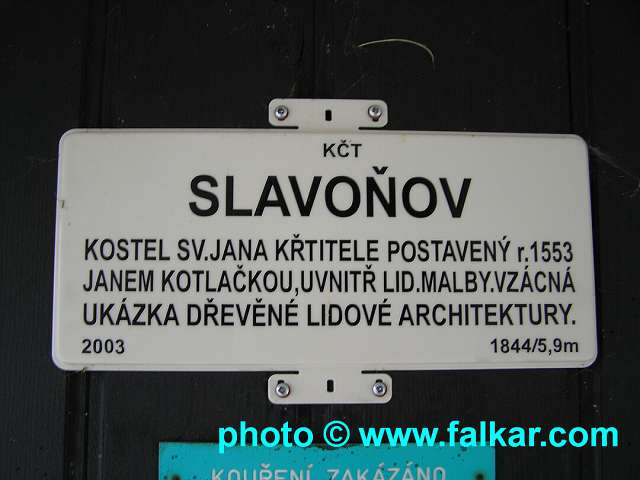 KČT
SLAVOŇOV
KOSTEL SV.JANA KŘTITELE POSTAVENÝ r.1553
JANEM KOTLAČKOU,UVNITŘ LID.MALBY.VZÁCNÁ
UKÁZKA DŘEVĚNÉ LIDOVÉ ARCHITEKTURY.
2003 1844/5,9m
photo © www.falkar.com
KOUŘENÍ ZAKÁZÁNO